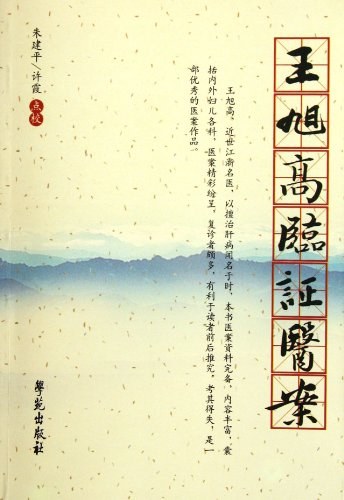 王旭高臨証醫案
王旭高，近世江浙名医，以擅治肝病闻名于时，本书医案资料完备，内容丰富，囊
括内外妇儿各科，医案精彩纷呈，复诊者颇多，有利于读者前后推究，考其得失，是一
部优秀的医案作品。
朱建平/许霞
点校
學苑出版社